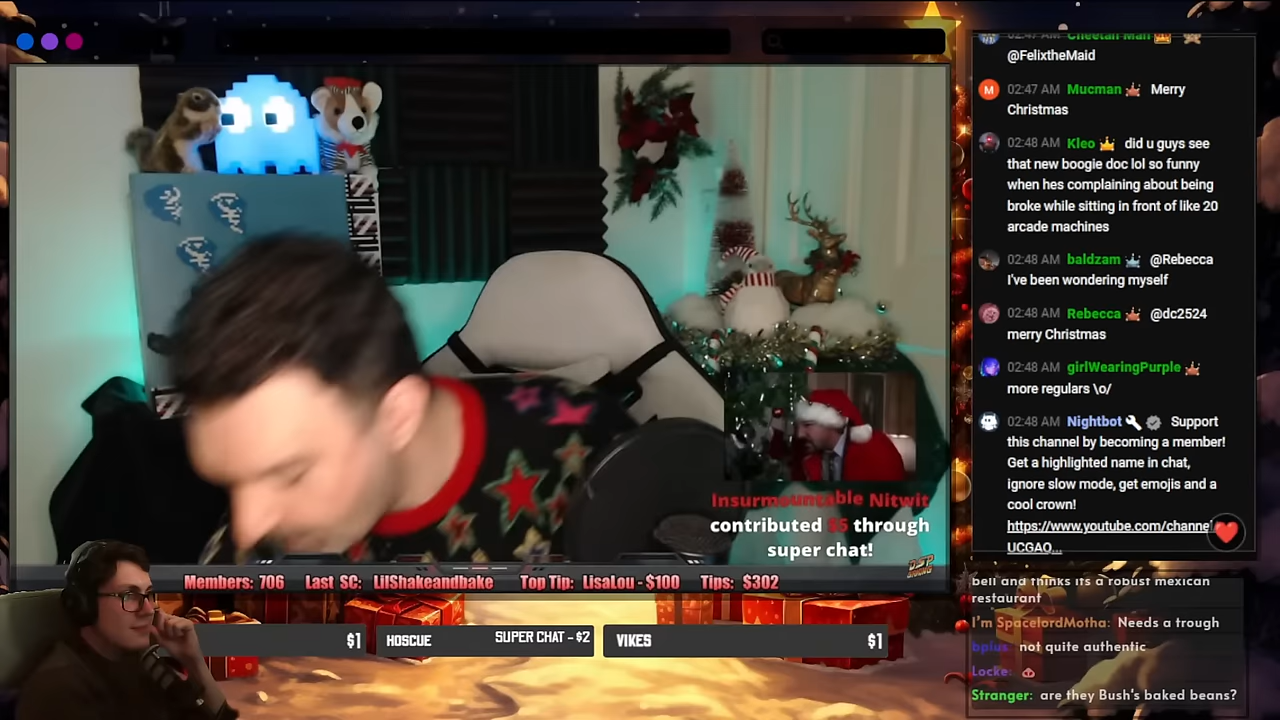 02:47 AM Cheetah Man
@FelixtheMaid
M 02:47 AM Mucman Merry
Christmas
02:48 AM Kleo did u guys see
that new boogie doc lol so funny
when hes complaining about being
broke while sitting in front of like 20
arcade machines
02:48 AM baldzam @Rebecca
I've been wondering myself
02:48 AM Rebecca @dc2524
merry Christmas
02:48 AM girlWearingPurple
more regulars \o/
02:48 AM Nightbot Support
this channel by becoming a member!
Get a highlighted name in chat,
ignore slow mode, get emojis and a
cool crown!
https://www.youtube.com/channel
UCGAO...
Insurmountable Nitwit
contributed $5 through
super chat!
DSP
GAMING
Members: 706 Last SC: LilShakeandbake Top Tip: LisaLou - $100 Tips: $302
$1 HOSCUE SUPER CHAT - $2 VIKES $1
bell and thinks its a robust mexican
restaurant
I'm SpacelordMotha: Needs a trough
bplus: not quite authentic
Locke:
Stranger: are they Bush's baked beans?